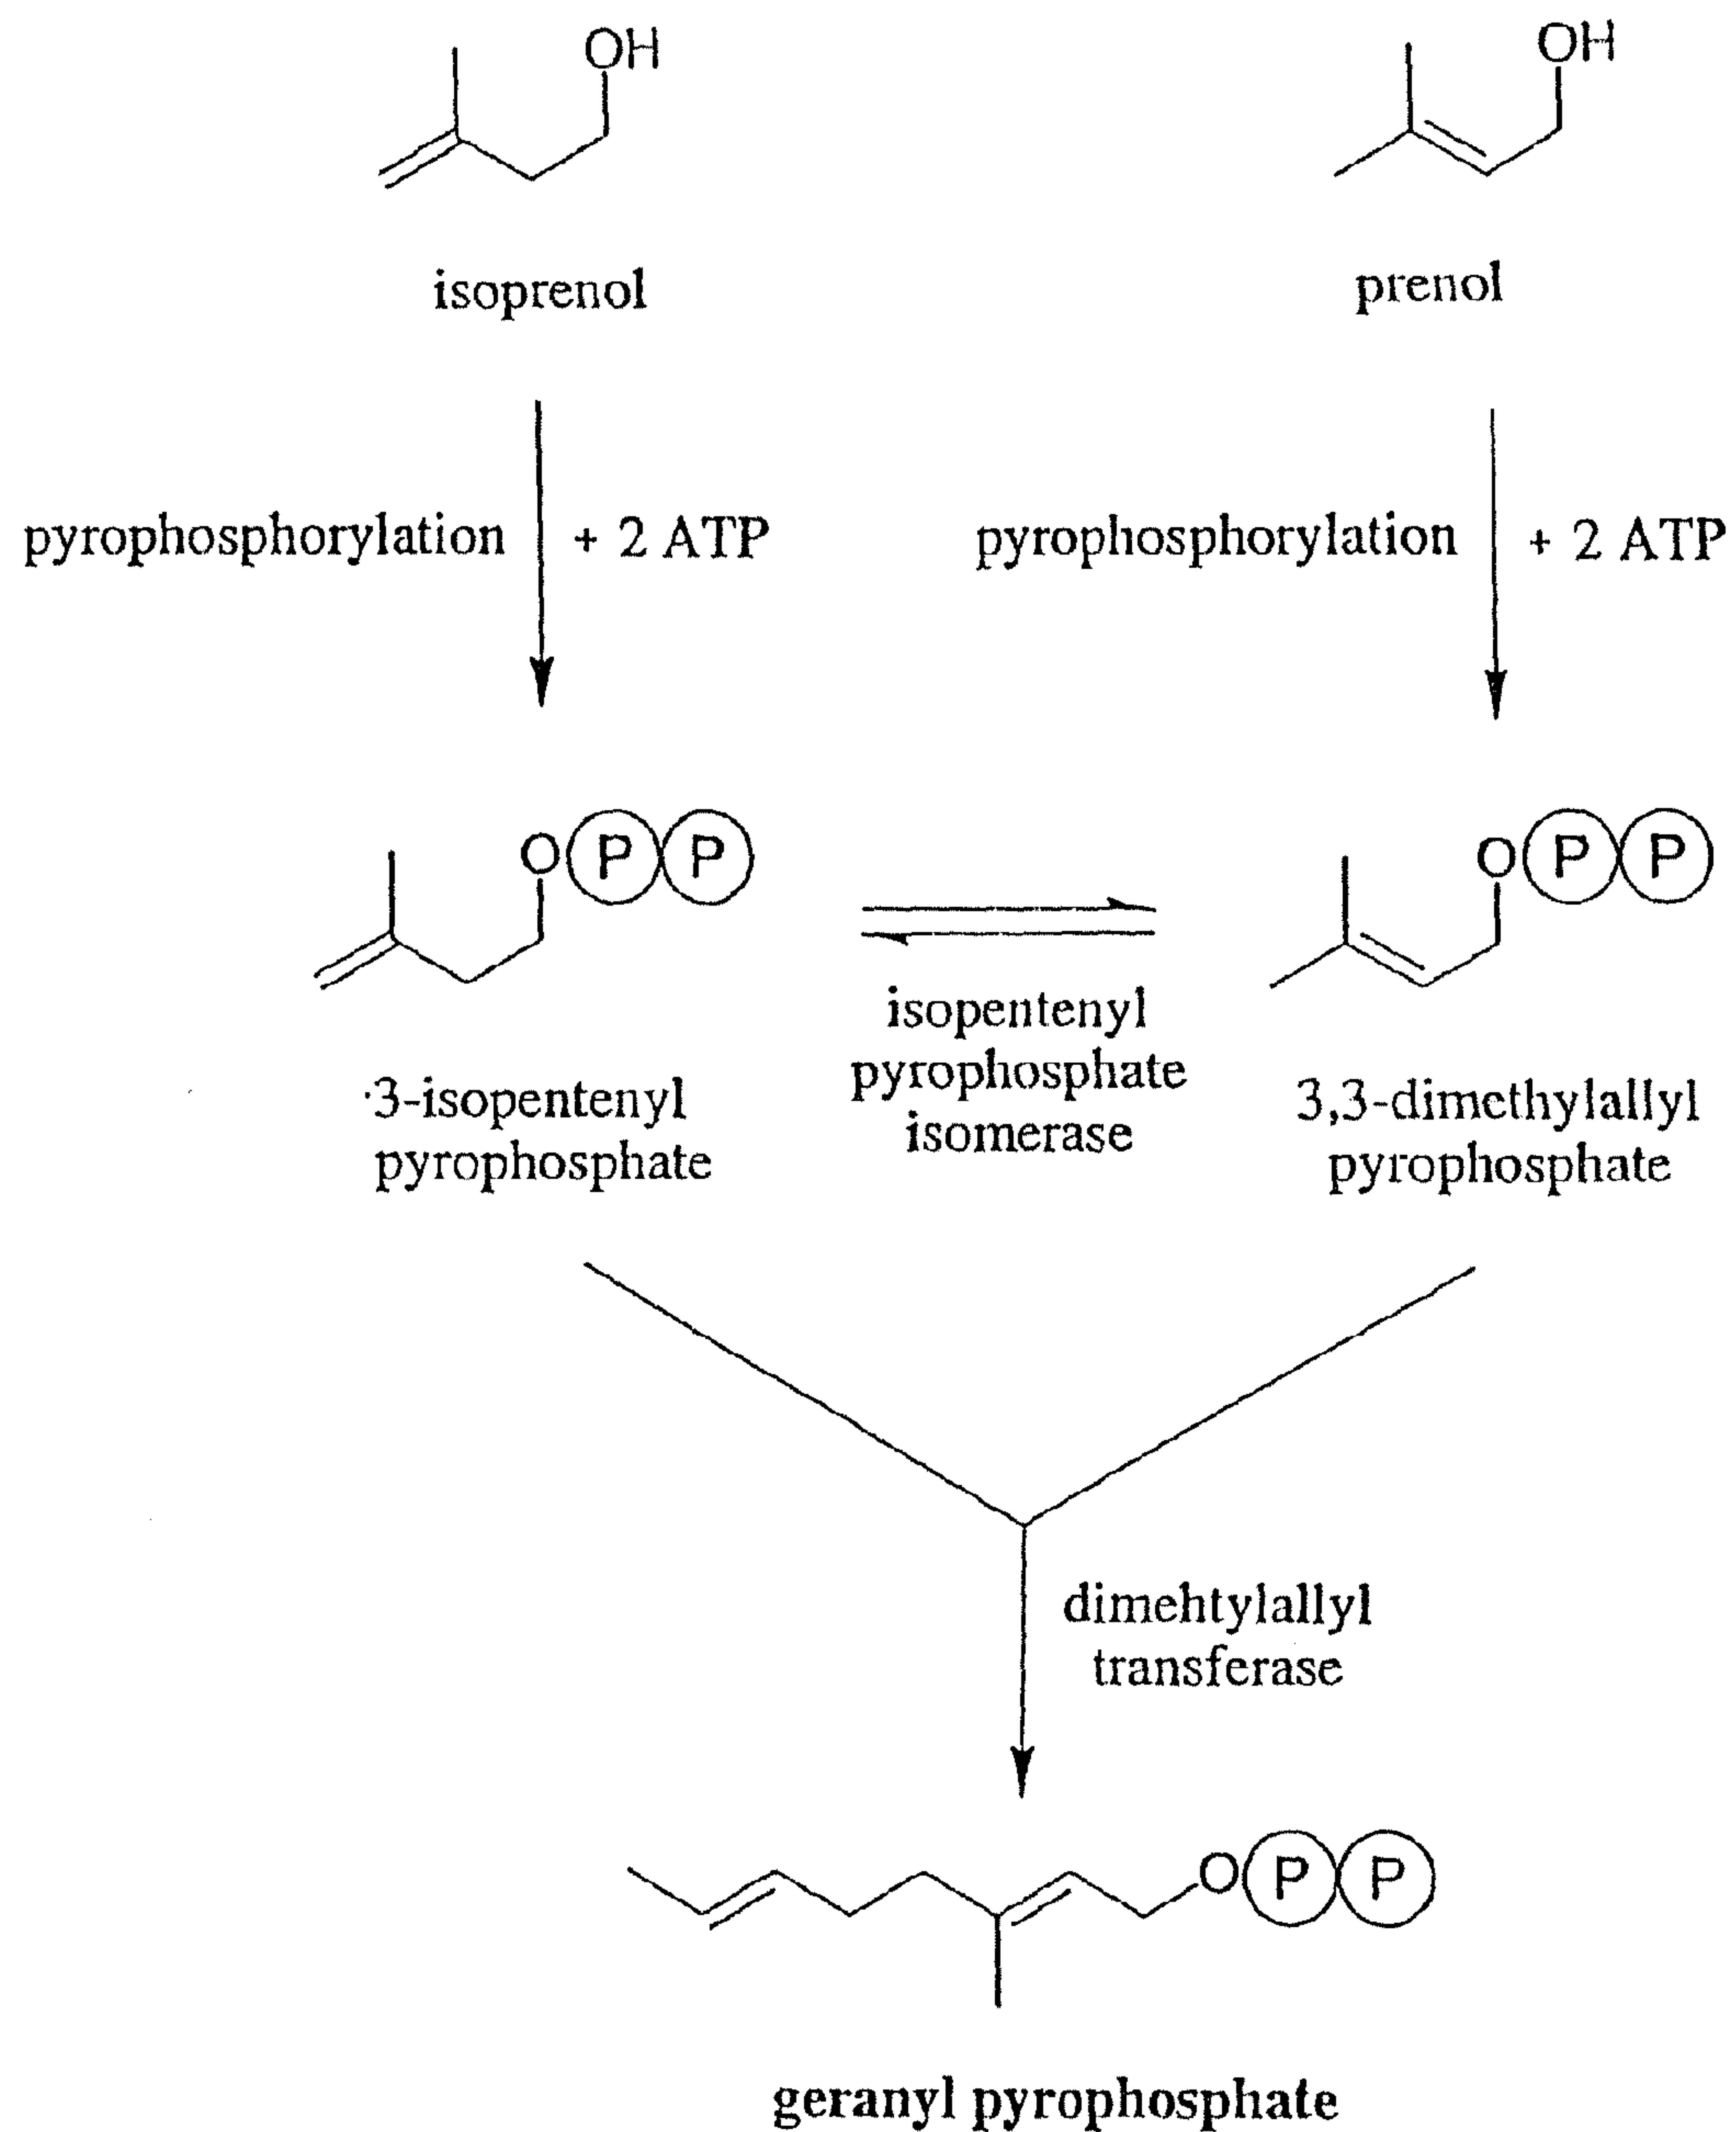 OH
OH
isoprenol
prenol
pyrophosphorylation
+ 2 ATP
pyrophosphorylation
+ 2 ATP
O P P
O P P
isopentenyl
pyrophosphate
isomerase
3-isopentenyl
pyrophosphate
3,3-dimethylallyl
pyrophosphate
dimehtylallyl
transferase
O P P
geranyl pyrophosphate